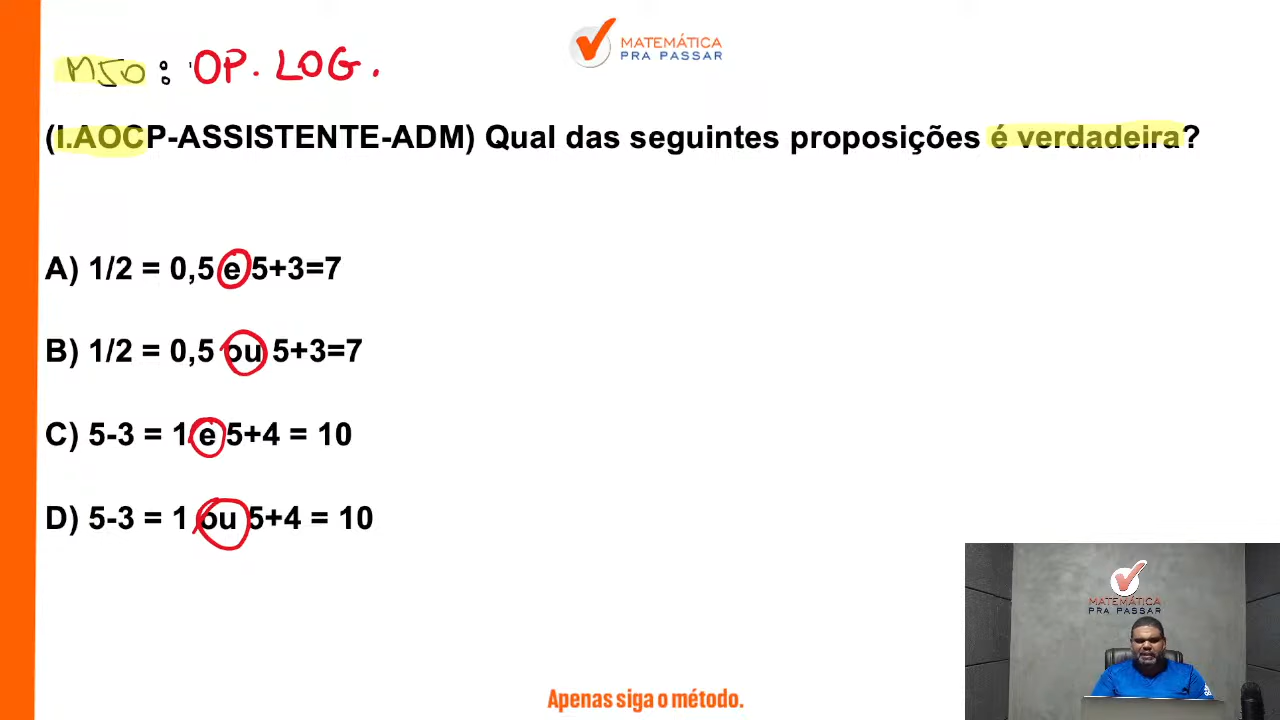 MATEMÁTICA
PRA PASSAR
MSO: OP. LOG.
(I.AOCP-ASSISTENTE-ADM) Qual das seguintes proposições é verdadeira?
A) 1/2 = 0,5 e 5+3=7
B) 1/2 = 0,5 ou 5+3=7
C) 5-3 = 1 e 5+4 = 10
D) 5-3 = 1 ou 5+4 = 10
MATEMÁTICA
PRA PASSAR
Apenas siga o método.